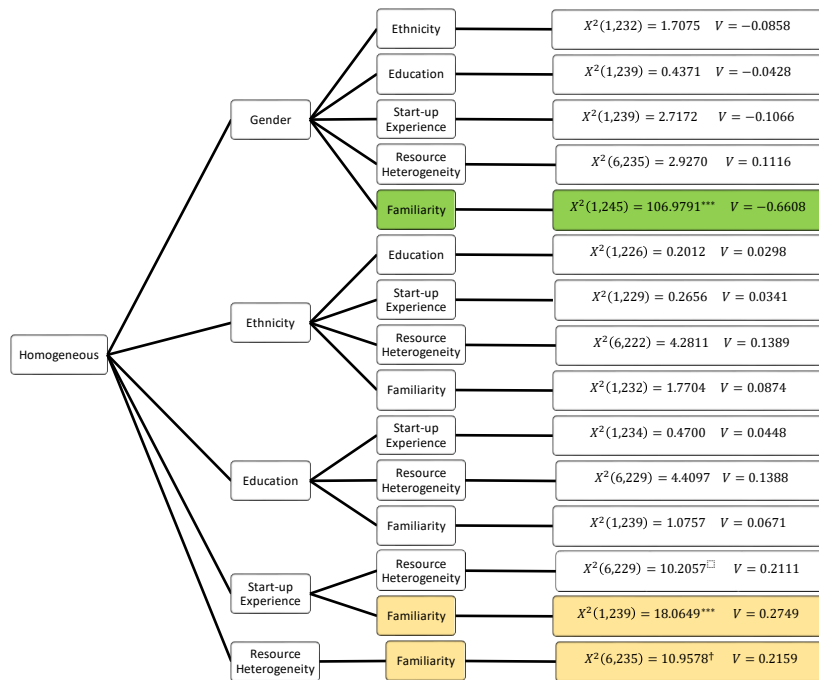 Homogeneous
Gender
Ethnicity
X²(1,232) = 1.7075 V = −0.0858
Education
X²(1,239) = 0.4371 V = −0.0428
Start-up
Experience
X²(1,239) = 2.7172 V = −0.1066
Resource
Heterogeneity
X²(6,235) = 2.9270 V = 0.1116
Familiarity
X²(1,245) = 106.9791*** V = −0.6608
Ethnicity
Education
X²(1,226) = 0.2012 V = 0.0298
Start-up
Experience
X²(1,229) = 0.2656 V = 0.0341
Resource
Heterogeneity
X²(6,222) = 4.2811 V = 0.1389
Familiarity
X²(1,232) = 1.7704 V = 0.0874
Education
Start-up
Experience
X²(1,234) = 0.4700 V = 0.0448
Resource
Heterogeneity
X²(6,229) = 4.4097 V = 0.1388
Familiarity
X²(1,239) = 1.0757 V = 0.0671
Start-up
Experience
Resource
Heterogeneity
X²(6,229) = 10.2057⬚ V = 0.2111
Familiarity
X²(1,239) = 18.0649*** V = 0.2749
Resource
Heterogeneity
Familiarity
X²(6,235) = 10.9578† V = 0.2159